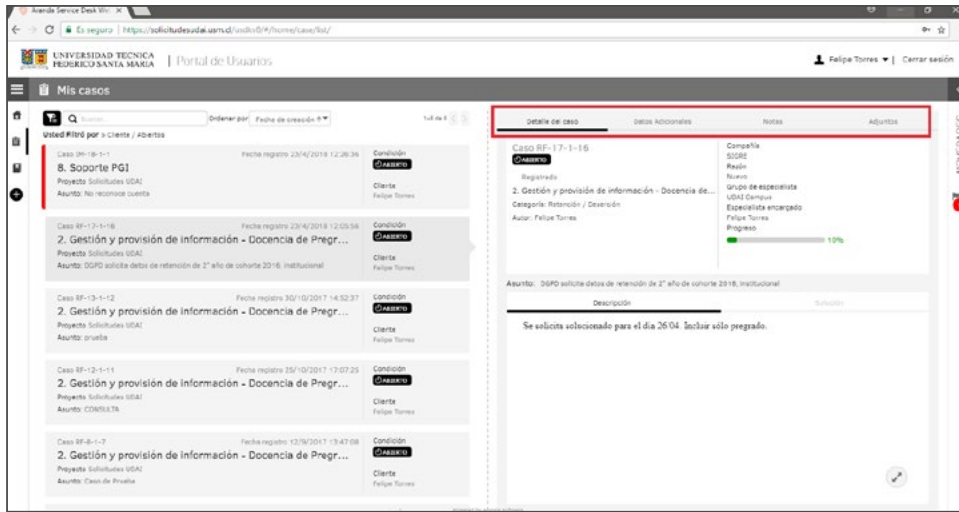 Aranda Service Desk
Es seguro | https://solicitudesudai.usm.cl/usdkv8/#/home/case/list/
UNIVERSIDAD TECNICA
FEDERICO SANTA MARIA | Portal de Usuarios
Felipe Torres ▼ | Cerrar sesión
Mis casos
Ordenar por Fecha de creación
Usted Filtró por > Cliente / Abiertos
Caso IM-18-1-1 Fecha registro 23/4/2018 12:26:36
8. Soporte PGI
Proyecto Solicitudes UDAI
Asunto: No reconoce cuenta
Condición
ABIERTO
Cliente
Felipe Torres
Caso RF-17-1-16 Fecha registro 23/4/2018 12:05:56
2. Gestión y provisión de información - Docencia de Pregr...
Proyecto Solicitudes UDAI
Asunto: DGPD solicita datos de retención de 2° año de cohorte 2016, institucional
Condición
ABIERTO
Cliente
Felipe Torres
Caso RF-13-1-12 Fecha registro 30/10/2017 14:52:37
2. Gestión y provisión de información - Docencia de Pregr...
Proyecto Solicitudes UDAI
Asunto: prueba
Condición
ABIERTO
Cliente
Felipe Torres
Caso RF-12-1-11 Fecha registro 25/10/2017 17:07:25
2. Gestión y provisión de información - Docencia de Pregr...
Proyecto Solicitudes UDAI
Asunto: CONSULTA
Condición
ABIERTO
Cliente
Felipe Torres
Caso RF-8-1-7 Fecha registro 12/9/2017 13:47:08
2. Gestión y provisión de información - Docencia de Pregr...
Proyecto Solicitudes UDAI
Asunto: Caso de Prueba
Condición
ABIERTO
Cliente
Felipe Torres
Detalle del caso Datos Adicionales Notas Adjuntos
Caso RF-17-1-16
ABIERTO
Registrado
2. Gestión y provisión de información - Docencia de...
Categoría: Retención / Deserción
Autor: Felipe Torres
Compañía
SIGRE
Razón
Nuevo
Grupo de especialista
UDAI Campus
Especialista encargado
Felipe Torres
Progreso
10%
Asunto: DGPD solicita datos de retención de 2° año de cohorte 2016, institucional
Descripción Solución
Se solicita solucionado para el día 26/04. Incluir sólo pregrado.